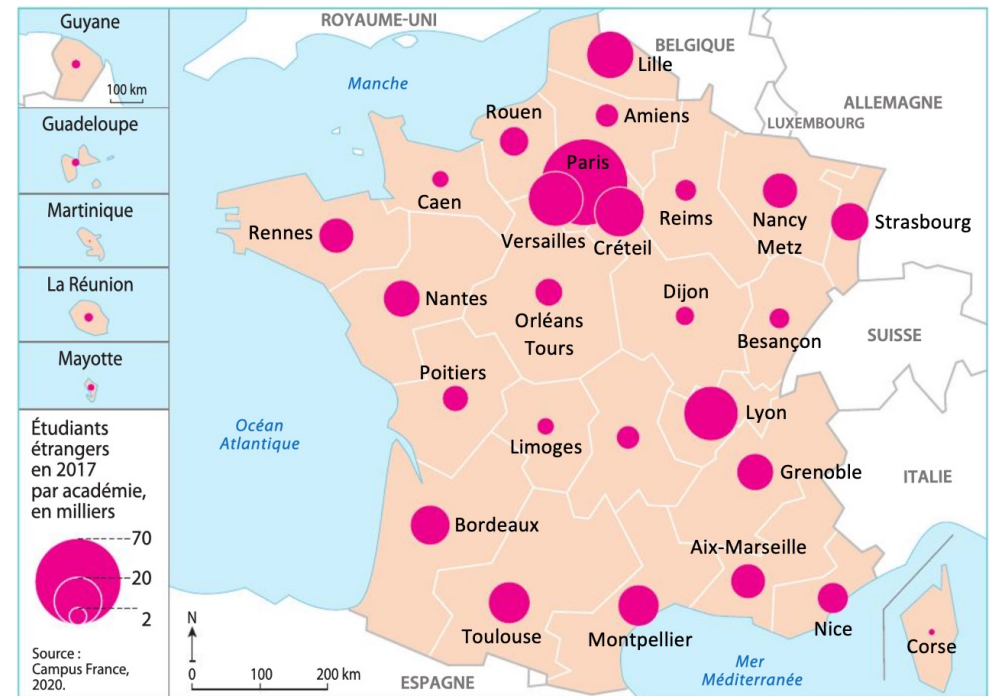 Guyane
100 km
Guadeloupe
Martinique
La Réunion
Mayotte
Étudiants
étrangers
en 2017
par académie,
en milliers
70
20
2
Source :
Campus France,
2020.
ROYAUME-UNI
BELGIQUE
Lille
Manche
ALLEMAGNE
LUXEMBOURG
Rouen
Amiens
Paris
Caen
Reims
Nancy
Metz
Strasbourg
Rennes
Versailles
Créteil
Nantes
Orléans
Tours
Dijon
Besançon
SUISSE
Poitiers
Lyon
Océan
Atlantique
Limoges
Grenoble
ITALIE
Bordeaux
Aix-Marseille
Toulouse
Montpellier
Nice
Corse
N
0 100 200 km
ESPAGNE
Mer
Méditerranée